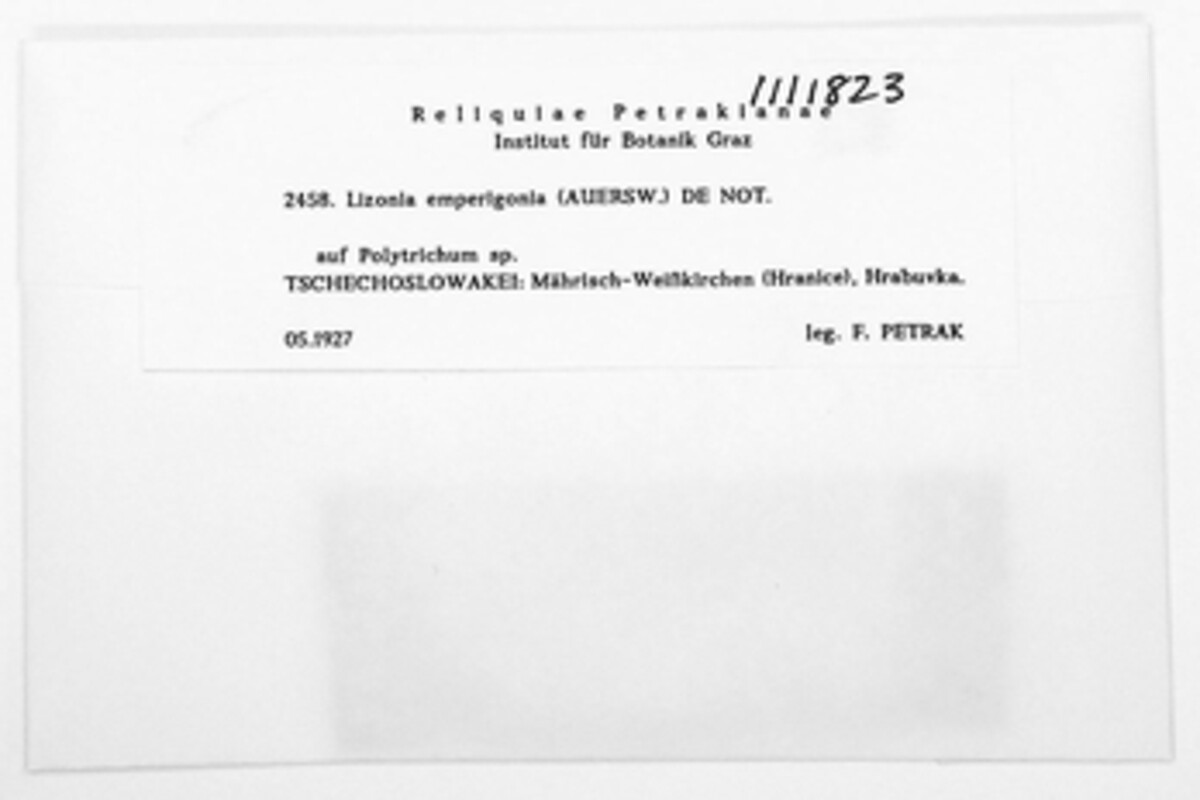 1111823
Reliquiae Petrakianae
Institut für Botanik Graz
2458. Lizonia emperigonia (AUERSW.) DE NOT.
auf Polytrichum sp.
TSCHECHOSLOWAKEI: Mährisch-Weißkirchen (Hranice), Hrabuvka.
05.1927 leg. F. PETRAK